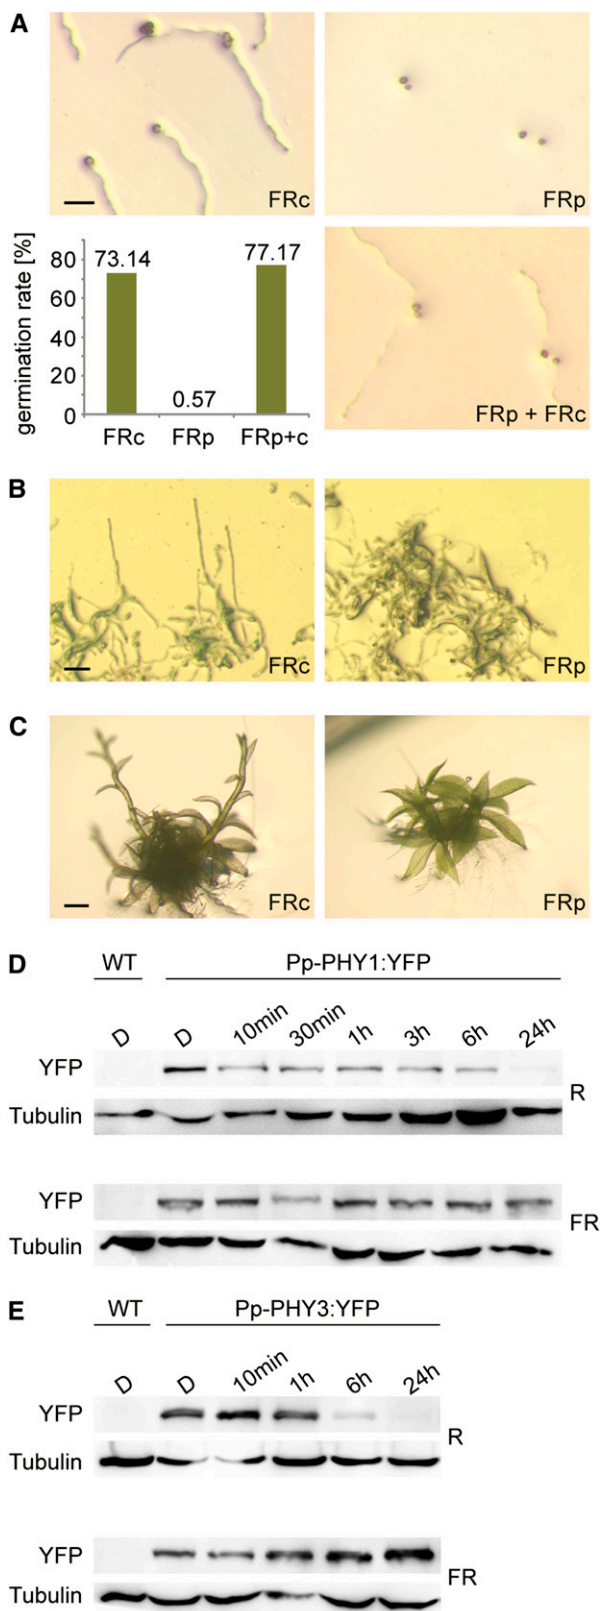 A
FRc
FRp
germination rate [%]
80
60
40
20
0
73.14
0.57
77.17
FRc FRp FRp+c
FRp + FRc
B
FRc
FRp
C
FRc
FRp
D
WT Pp-PHY1:YFP
D D 10min 30min 1h 3h 6h 24h
YFP
R
Tubulin
YFP
FR
Tubulin
E
WT Pp-PHY3:YFP
D D 10min 1h 6h 24h
YFP
R
Tubulin
YFP
FR
Tubulin